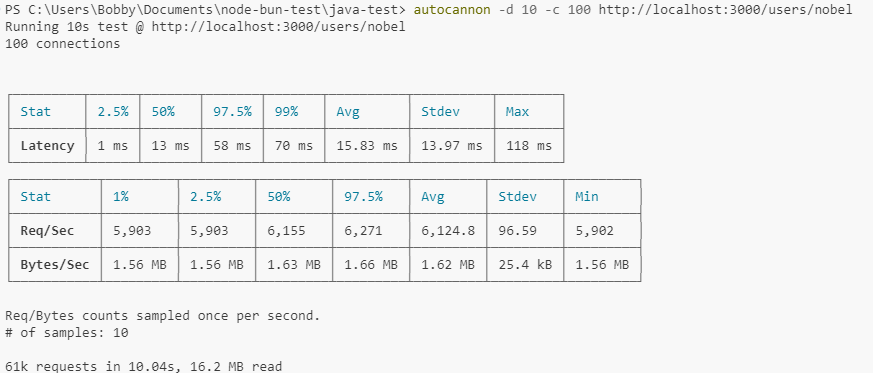 PS C:\Users\Bobby\Documents\node-bun-test\java-test> autocannon -d 10 -c 100 http://localhost:3000/users/nobel
Running 10s test @ http://localhost:3000/users/nobel
100 connections
Stat 2.5% 50% 97.5% 99% Avg Stdev Max
Latency 1 ms 13 ms 58 ms 70 ms 15.83 ms 13.97 ms 118 ms
Stat 1% 2.5% 50% 97.5% Avg Stdev Min
Req/Sec 5,903 5,903 6,155 6,271 6,124.8 96.59 5,902
Bytes/Sec 1.56 MB 1.56 MB 1.63 MB 1.66 MB 1.62 MB 25.4 kB 1.56 MB
Req/Bytes counts sampled once per second.
# of samples: 10
61k requests in 10.04s, 16.2 MB read